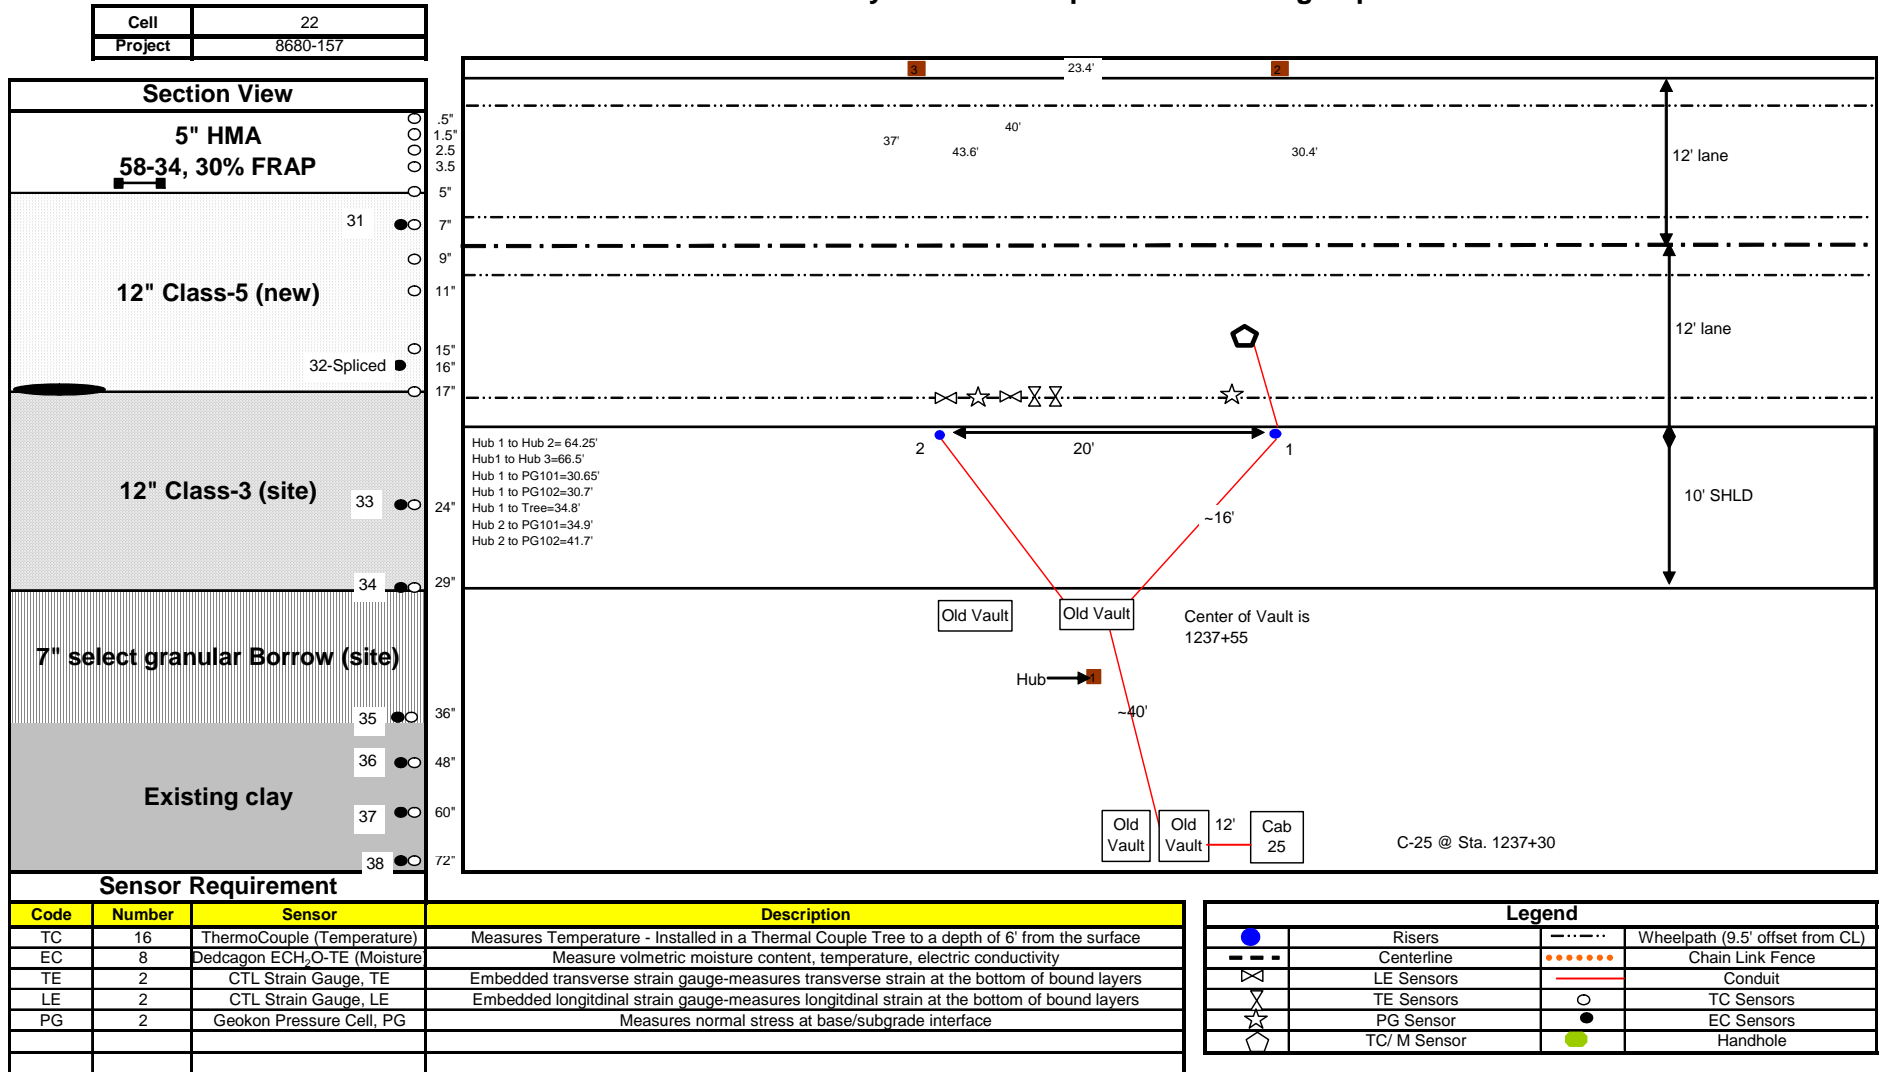 Cell 22
Project 8680-157
Section View
5" HMA
58-34, 30% FRAP
12" Class-5 (new)
12" Class-3 (site)
7" select granular Borrow (site)
Existing clay
31
32-Spliced
33
34
35
36
37
38
.5"
1.5"
2.5
3.5
5"
7"
9"
11"
15"
16"
17"
24"
29"
36"
48"
60"
72"
3
23.4'
2
40'
37'
43.6'
30.4'
12' lane
12' lane
10' SHLD
2
20'
1
Hub 1 to Hub 2= 64.25'
Hub1 to Hub 3=66.5'
Hub 1 to PG101=30.65'
Hub 1 to PG102=30.7'
Hub 1 to Tree=34.8'
Hub 2 to PG101=34.9'
Hub 2 to PG102=41.7'
~16'
Old Vault
Old Vault
Center of Vault is
1237+55
Hub
1
~40'
Old
Vault
Old
Vault
12'
Cab
25
C-25 @ Sta. 1237+30
Sensor Requirement
Code Number Sensor Description
TC 16 ThermoCouple (Temperature) Measures Temperature - Installed in a Thermal Couple Tree to a depth of 6' from the surface
EC 8 Dedcagon ECH2O-TE (Moisture) Measure volmetric moisture content, temperature, electric conductivity
TE 2 CTL Strain Gauge, TE Embedded transverse strain gauge-measures transverse strain at the bottom of bound layers
LE 2 CTL Strain Gauge, LE Embedded longitdinal strain gauge-measures longitdinal strain at the bottom of bound layers
PG 2 Geokon Pressure Cell, PG Measures normal stress at base/subgrade interface
Legend
Risers Wheelpath (9.5' offset from CL)
Centerline Chain Link Fence
LE Sensors Conduit
TE Sensors TC Sensors
PG Sensor EC Sensors
TC/ M Sensor Handhole